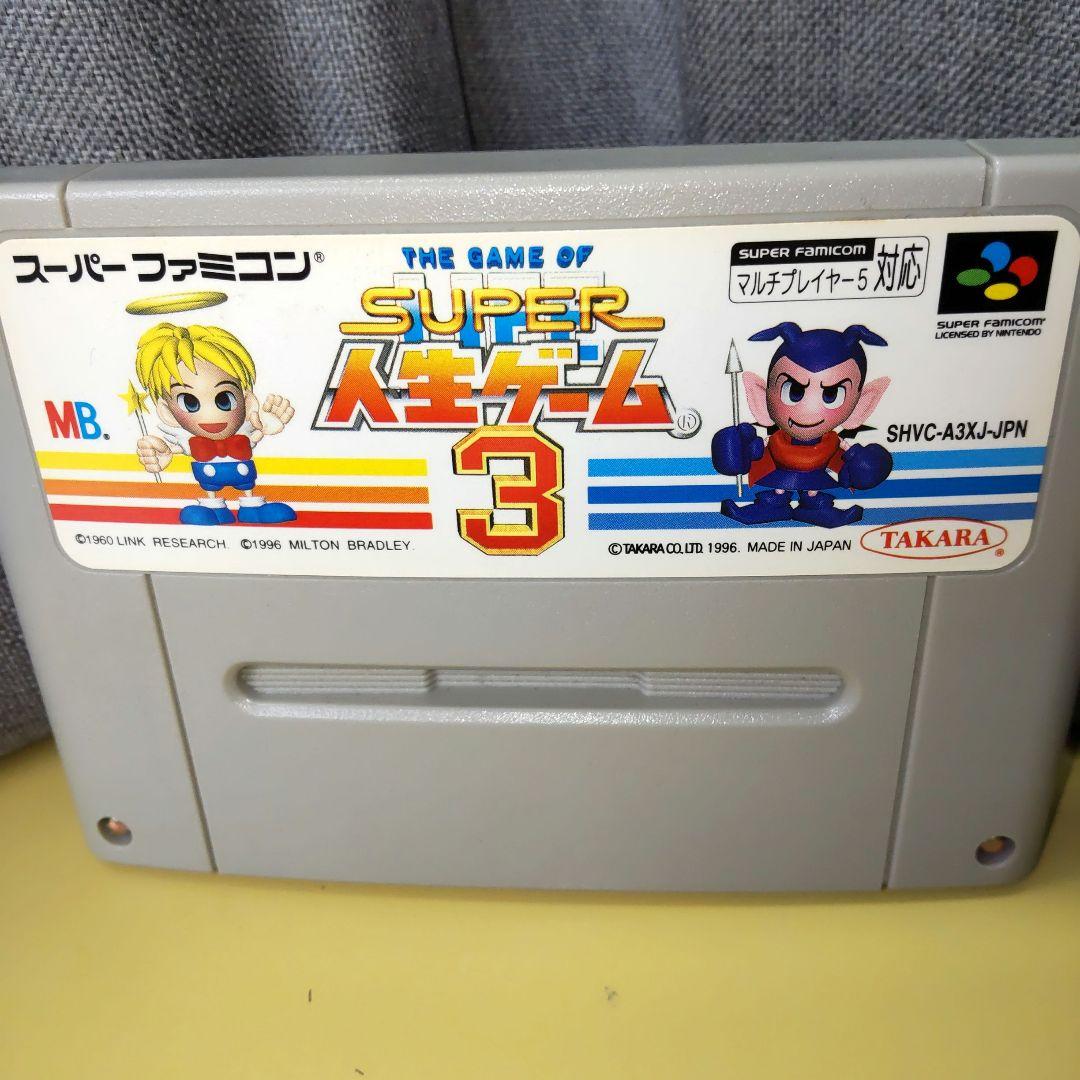 スーパーファミコン®
THE GAME OF
LIFE
SUPER
人生ゲーム®
3
SUPER FAMICOM
マルチプレイヤー5 対応
SUPER FAMICOM
LICENSED BY NINTENDO
MB®
SHVC-A3XJ-JPN
©1960 LINK RESEARCH. ©1996 MILTON BRADLEY.
©TAKARA CO.,LTD. 1996. MADE IN JAPAN
TAKARA®